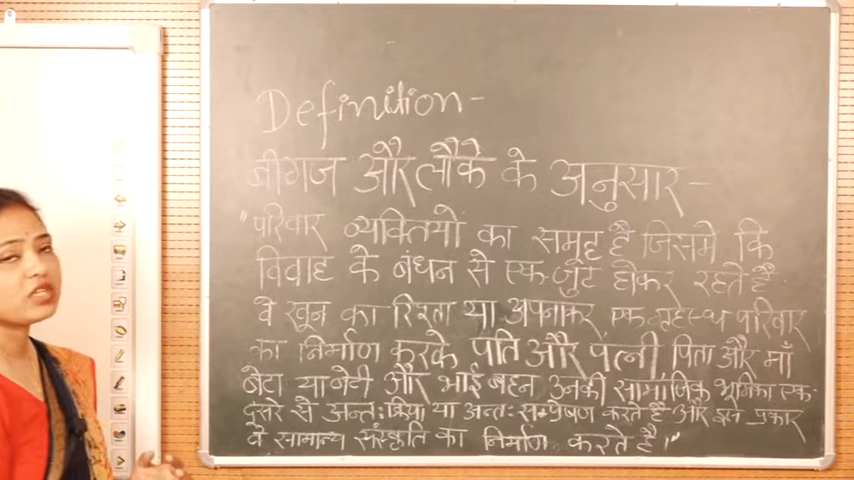 Definition-
बीगज और लौके के अनुसार-
"परिवार व्यक्तियों का समूह है जिसमे कि
विवाह के बंधन से एक-जुट होकर रहते है
वे खून का रिश्ता या अपनाकर, एक गृहस्थ परिवार
का निर्माण करके पति और पत्नी, पिता और माँ
बेटा या बेटी और भाई बहन उनकी सामाजिक भूमिका एक-
दूसरे से अन्त: क्रिया या अन्त: सम्प्रेषण करते है और इस प्रकार
वे सामान्य संस्कृति का निर्माण करते है।"